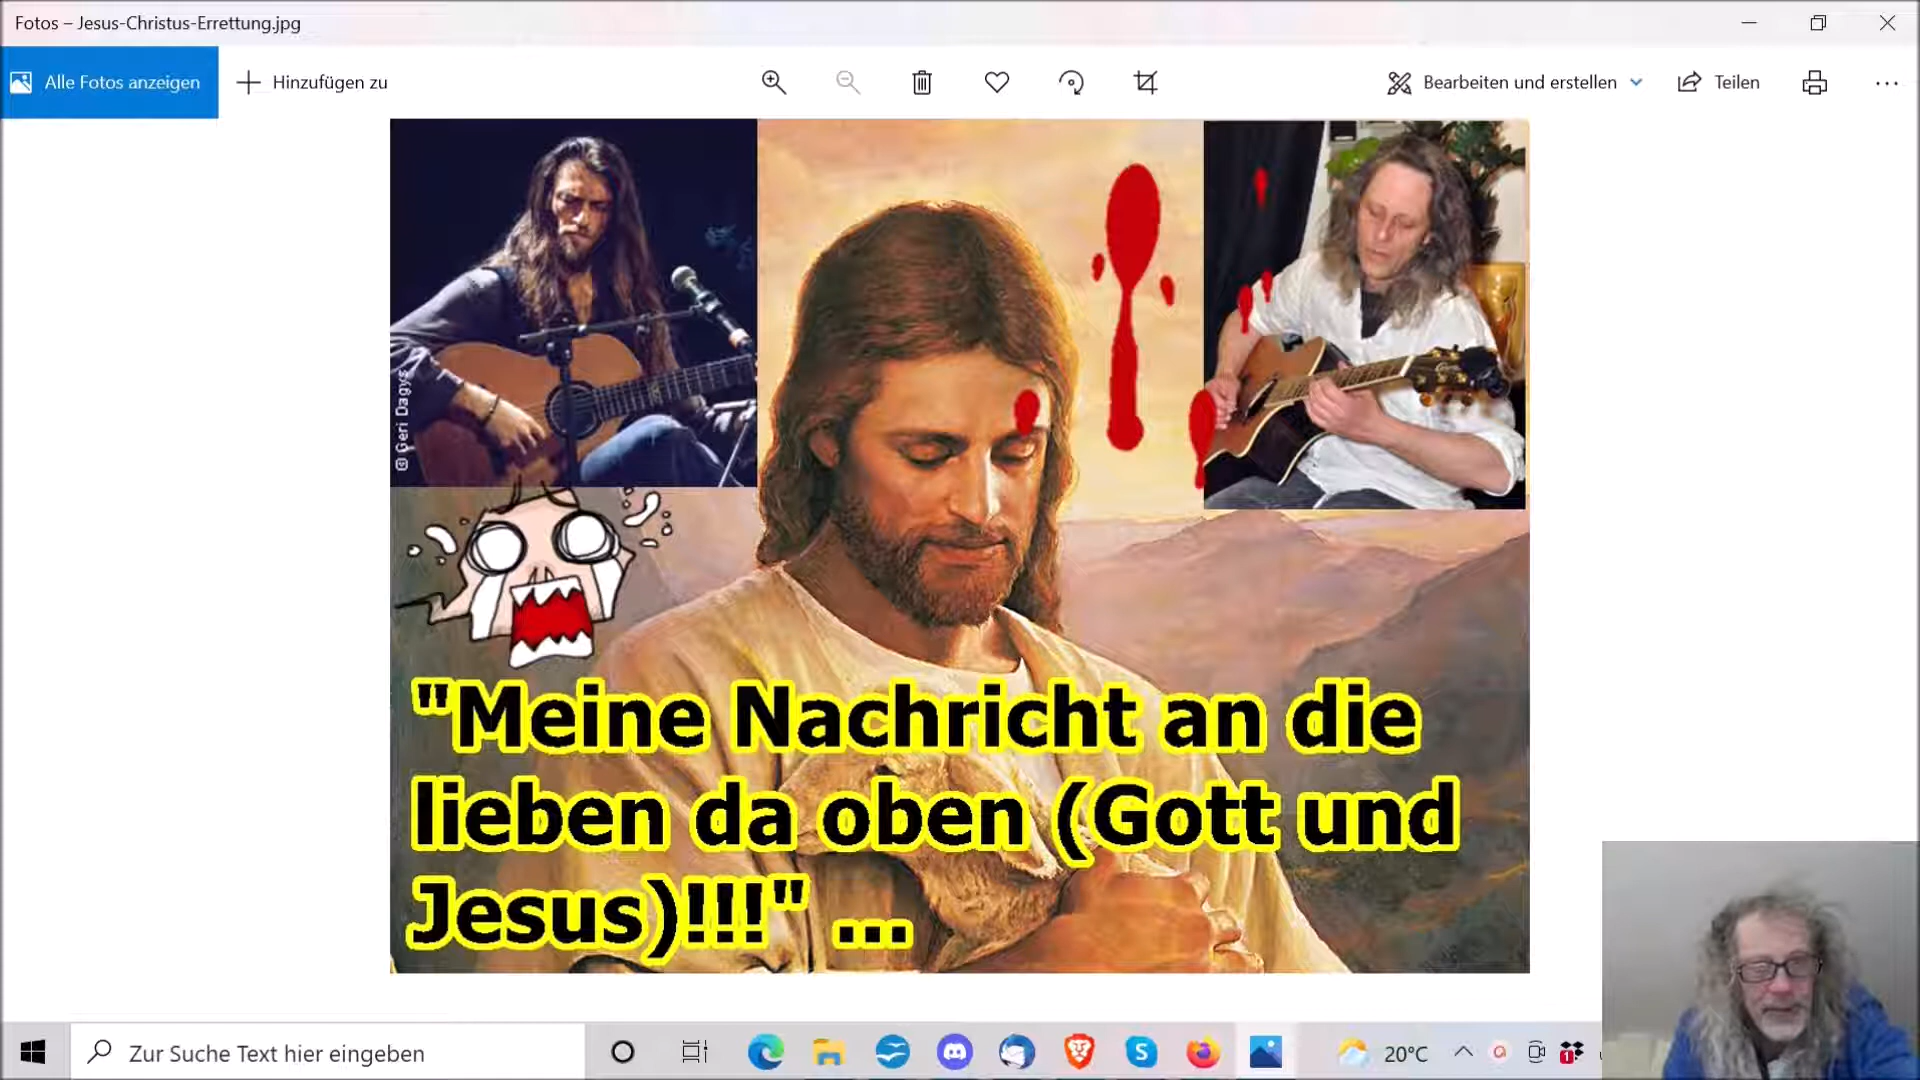 Fotos – Jesus-Christus-Errettung.jpg
Alle Fotos anzeigen
Hinzufügen zu
Bearbeiten und erstellen
Teilen
© Geri Dagys
"Meine Nachricht an die
lieben da oben (Gott und
Jesus)!!!" ...
Zur Suche Text hier eingeben
20°C
1